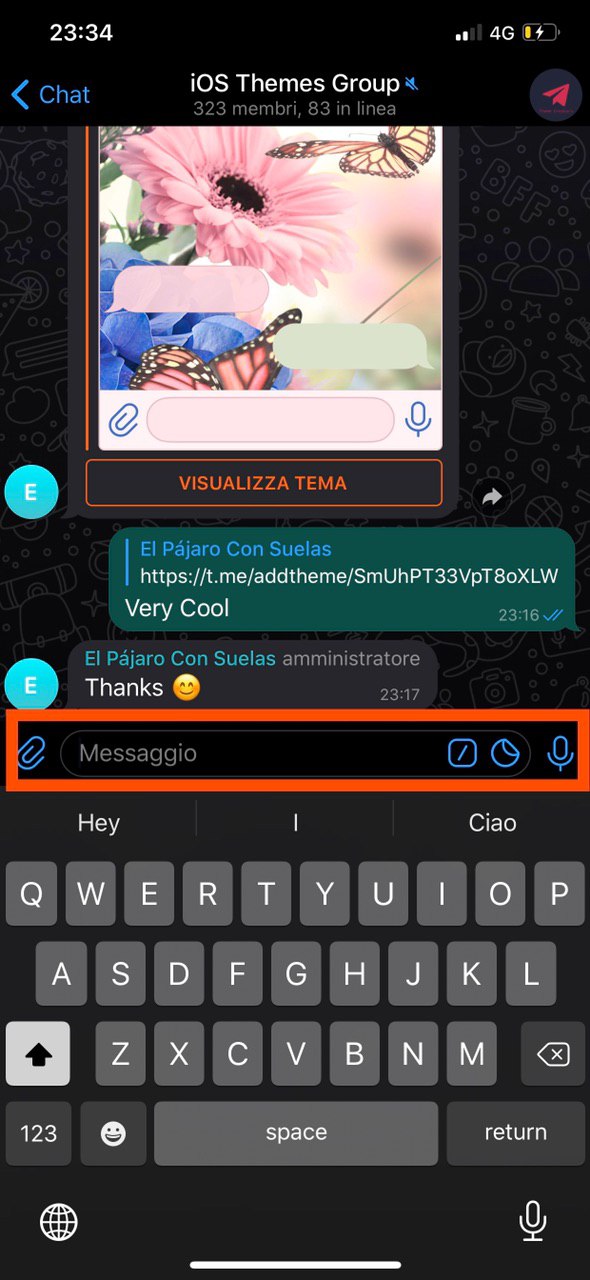 23:34
4G
Chat
iOS Themes Group
323 membri, 83 in linea
BFF
VISUALIZZA TEMA
E
El Pájaro Con Suelas
https://t.me/addtheme/SmUhPT33VpT8oXLW
Very Cool
23:16
El Pájaro Con Suelas amministratore
E
Thanks 😊
23:17
Messaggio
Hey I Ciao
Q W E R T Y U I O P
A S D F G H J K L
Z X C V B N M
123 space return